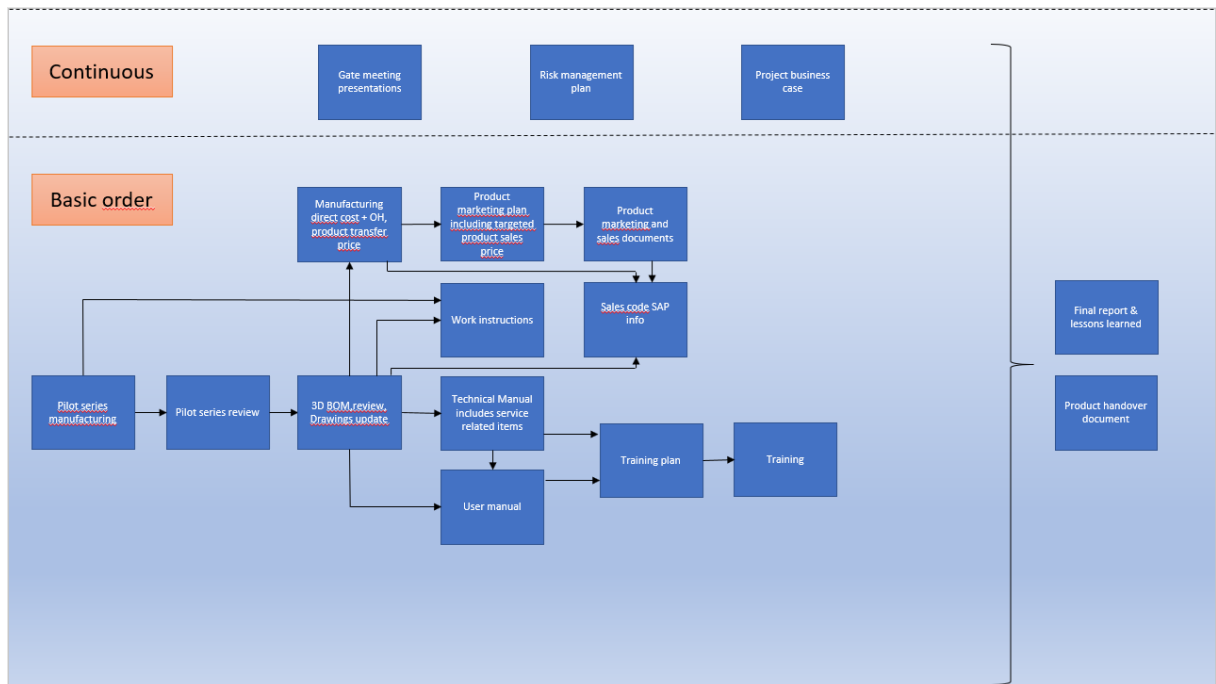 Continuous
Gate meeting
presentations
Risk management
plan
Project business
case
Basic order
Manufacturing
direct cost + OH,
product transfer
price
Product
marketing plan
including targeted
product sales
price
Product
marketing and
sales documents
Work instructions
Sales code SAP
info
Final report &
lessons learned
Pilot series
manufacturing
Pilot series review
3D BOM,review,
Drawings update
Technical Manual
includes service
related items
Training plan
Training
Product handover
document
User manual